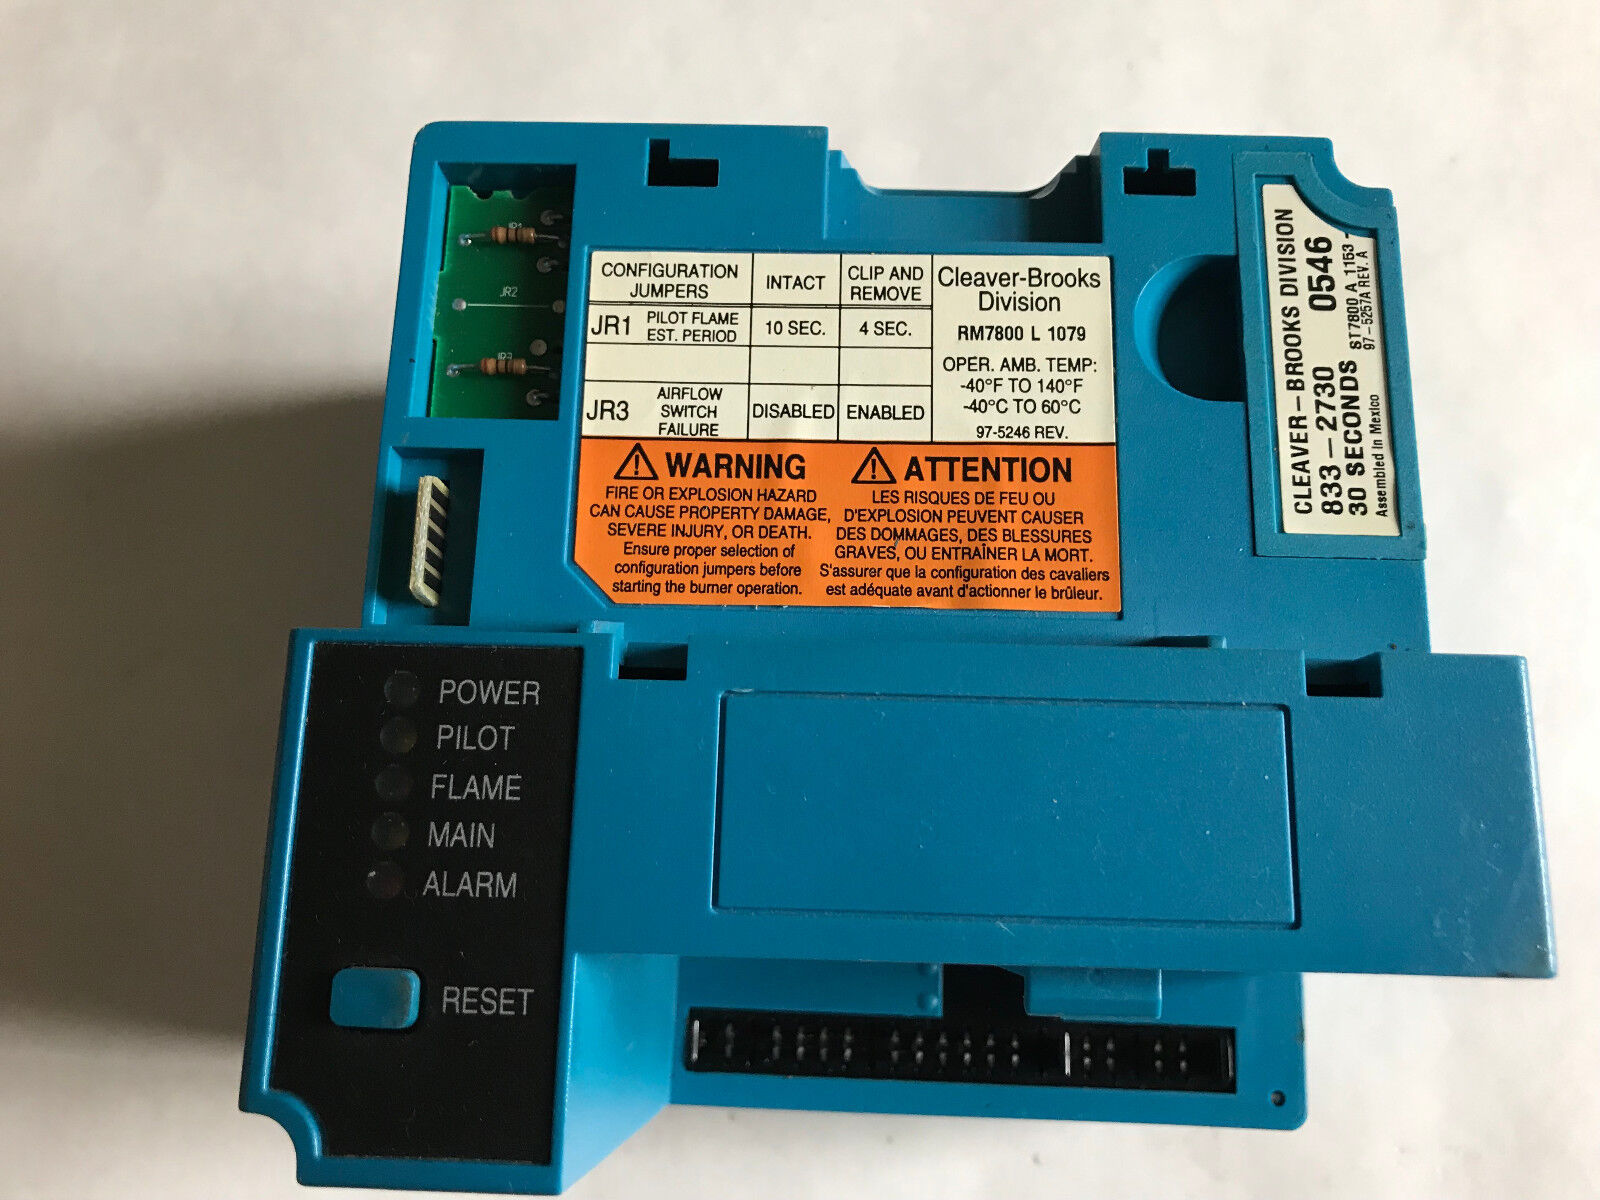 JR1
JR2
JR3
CONFIGURATION JUMPERS
INTACT
CLIP AND REMOVE
JR1
PILOT FLAME EST. PERIOD
10 SEC.
4 SEC.
JR3
AIRFLOW SWITCH FAILURE
DISABLED
ENABLED
Cleaver-Brooks
Division
RM7800 L 1079
OPER. AMB. TEMP:
-40°F TO 140°F
-40°C TO 60°C
97-5246 REV.
WARNING
FIRE OR EXPLOSION HAZARD
CAN CAUSE PROPERTY DAMAGE,
SEVERE INJURY, OR DEATH.
Ensure proper selection of
configuration jumpers before
starting the burner operation.
ATTENTION
LES RISQUES DE FEU OU
D'EXPLOSION PEUVENT CAUSER
DES DOMMAGES, DES BLESSURES
GRAVES, OU ENTRAÎNER LA MORT.
S'assurer que la configuration des cavaliers
est adéquate avant d'actionner le brûleur.
CLEAVER-BROOKS DIVISION
833-2730 0546
30 SECONDS ST7800 A 1153-
97-5257A REV. A
Assembled in Mexico
POWER
PILOT
FLAME
MAIN
ALARM
RESET